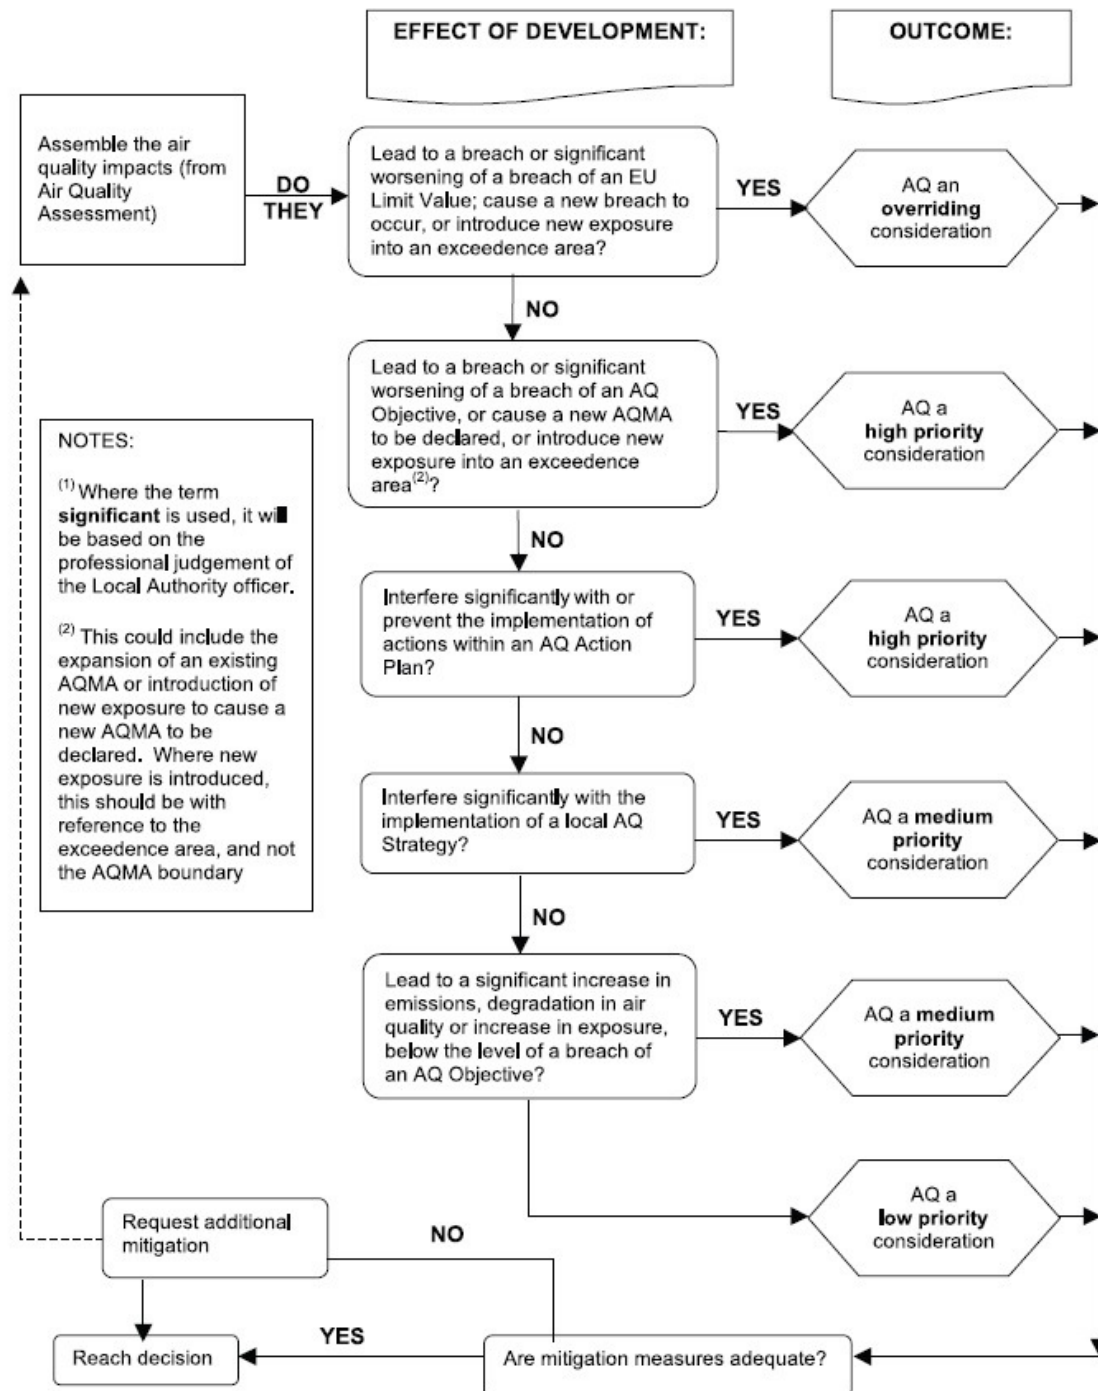 EFFECT OF DEVELOPMENT:
OUTCOME:
Assemble the air
quality impacts (from
Air Quality
Assessment)
DO
THEY
Lead to a breach or significant
worsening of a breach of an EU
Limit Value; cause a new breach to
occur, or introduce new exposure
into an exceedence area?
YES
AQ an
overriding
consideration
NO
Lead to a breach or significant
worsening of a breach of an AQ
Objective, or cause a new AQMA
to be declared, or introduce new
exposure into an exceedence
area(2)?
YES
AQ a
high priority
consideration
NOTES:
(1) Where the term
significant is used, it will
be based on the
professional judgement of
the Local Authority officer.
(2) This could include the
expansion of an existing
AQMA or introduction of
new exposure to cause a
new AQMA to be
declared. Where new
exposure is introduced,
this should be with
reference to the
exceedence area, and not
the AQMA boundary
NO
Interfere significantly with or
prevent the implementation of
actions within an AQ Action
Plan?
YES
AQ a
high priority
consideration
NO
Interfere significantly with the
implementation of a local AQ
Strategy?
YES
AQ a medium
priority
consideration
NO
Lead to a significant increase in
emissions, degradation in air
quality or increase in exposure,
below the level of a breach of
an AQ Objective?
YES
AQ a medium
priority
consideration
AQ a
low priority
consideration
Request additional
mitigation
NO
Reach decision
YES
Are mitigation measures adequate?